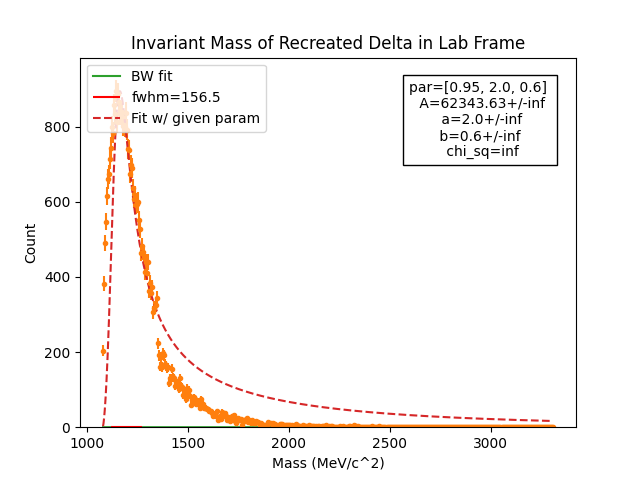 Invariant Mass of Recreated Delta in Lab Frame
BW fit
fwhm=156.5
Fit w/ given param
par=[0.95, 2.0, 0.6]
A=62343.63+/-inf
a=2.0+/-inf
b=0.6+/-inf
chi_sq=inf
Count
800
600
400
200
0
1000 1500 2000 2500 3000
Mass (MeV/c^2)